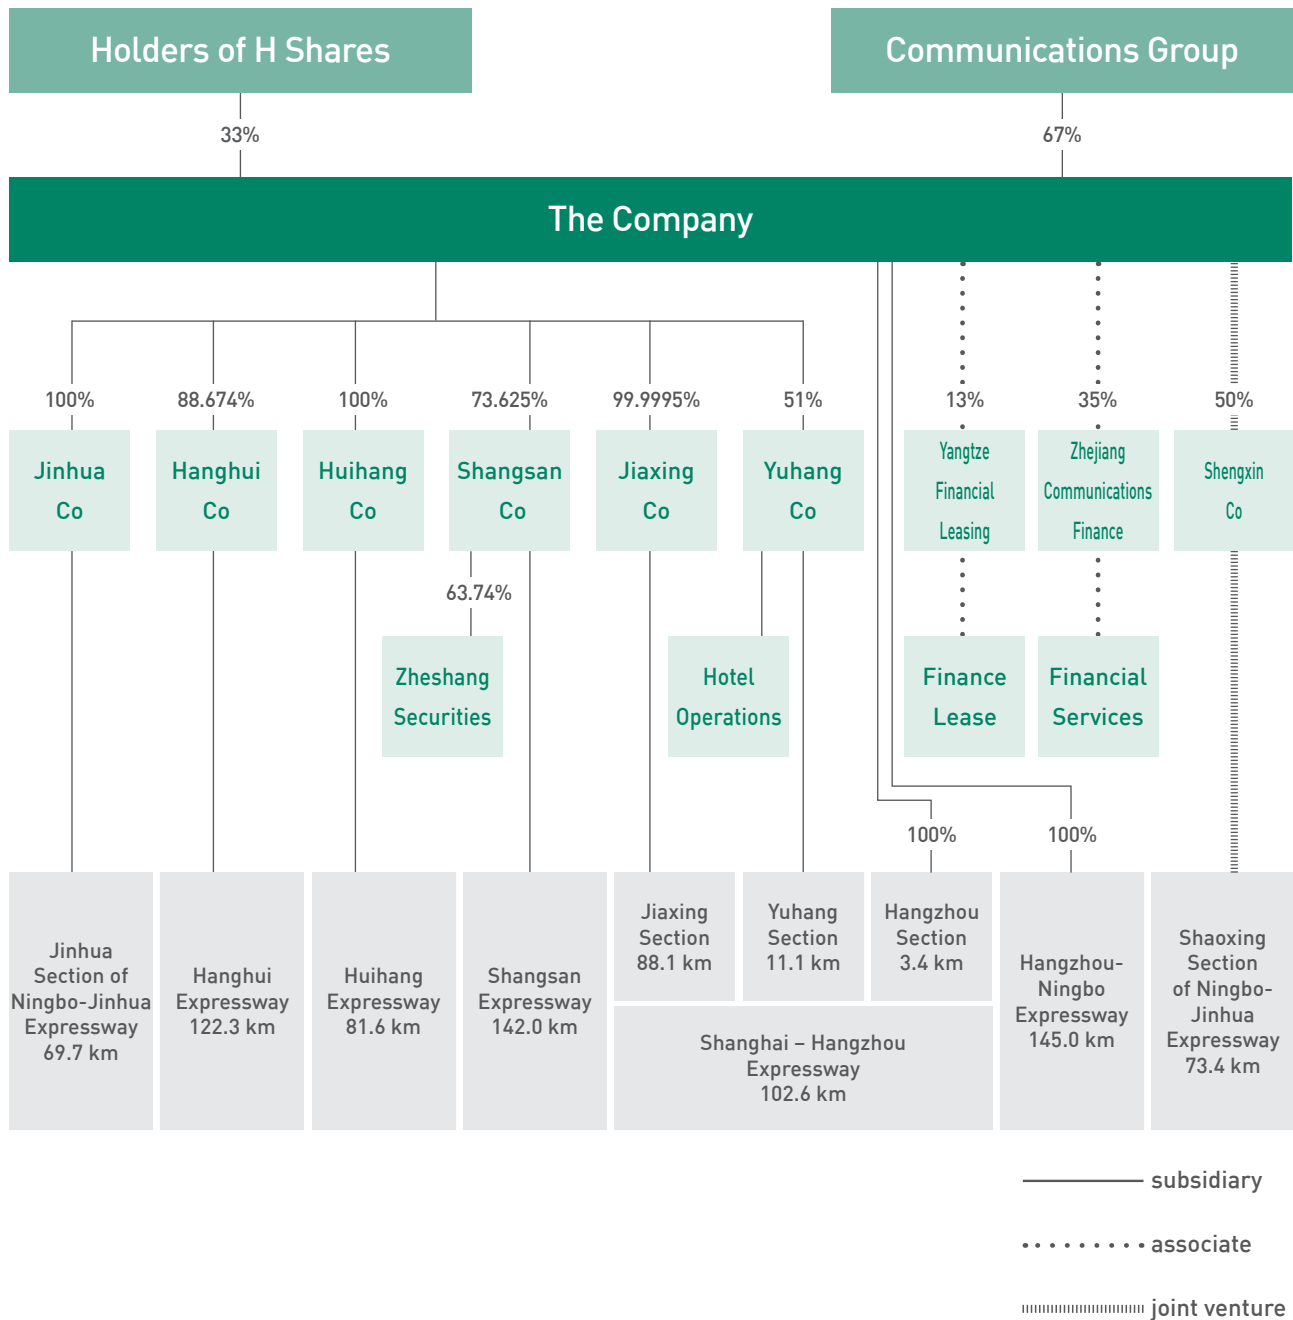 Holders of H Shares
Communications Group
33%
67%
The Company
100%
88.674%
100%
73.625%
99.9995%
51%
13%
35%
50%
Jinhua
Co
Hanghui
Co
Huihang
Co
Shangsan
Co
Jiaxing
Co
Yuhang
Co
Yangtze
Financial
Leasing
Zhejiang
Communications
Finance
Shengxin
Co
63.74%
Zheshang
Securities
Hotel
Operations
Finance
Lease
Financial
Services
100%
100%
Jinhua
Section of
Ningbo-Jinhua
Expressway
69.7 km
Hanghui
Expressway
122.3 km
Huihang
Expressway
81.6 km
Shangsan
Expressway
142.0 km
Jiaxing
Section
88.1 km
Yuhang
Section
11.1 km
Hangzhou
Section
3.4 km
Shanghai – Hangzhou
Expressway
102.6 km
Hangzhou-
Ningbo
Expressway
145.0 km
Shaoxing
Section
of Ningbo-
Jinhua
Expressway
73.4 km
subsidiary
associate
joint venture